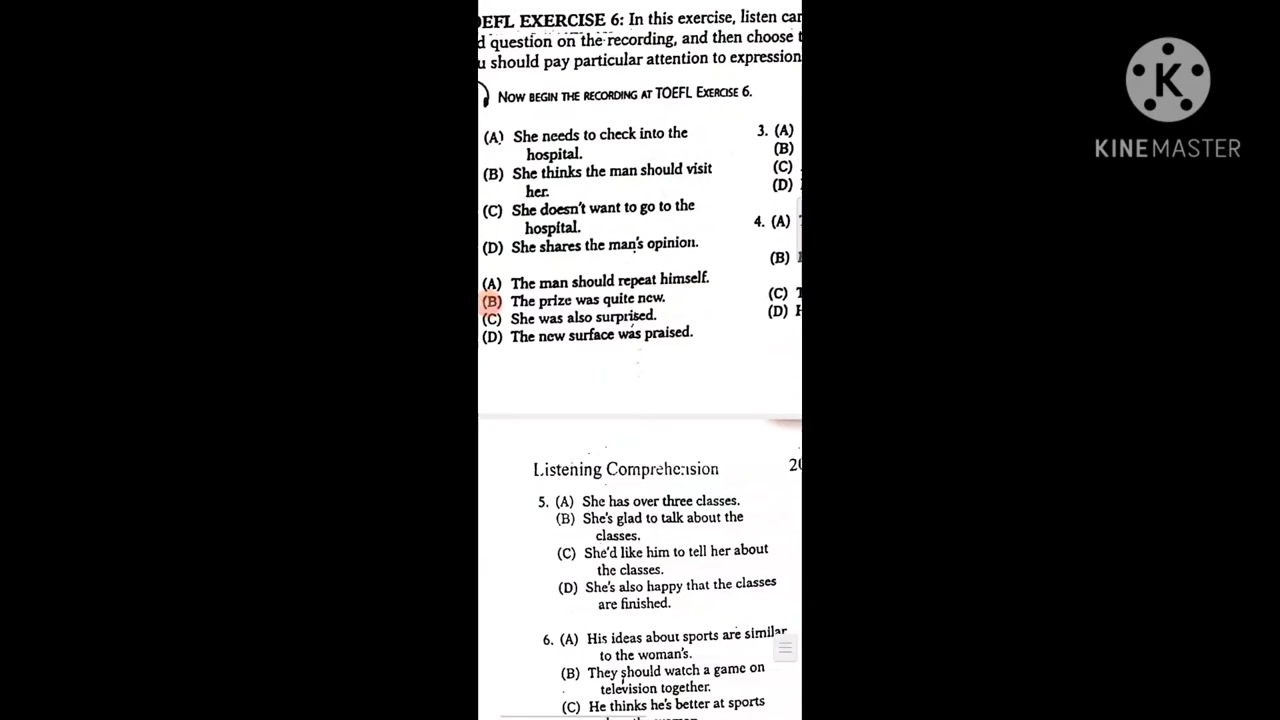 EFL EXERCISE 6: In this exercise, listen car
d question on the recording, and then choose t
u should pay particular attention to expression
NOW BEGIN THE RECORDING AT TOEFL EXERCISE 6.
(A) She needs to check into the
hospital.
(B) She thinks the man should visit
her.
(C) She doesn't want to go to the
hospital.
(D) She shares the man's opinion.
(A) The man should repeat himself.
(B) The prize was quite new.
(C) She was also surprised.
(D) The new surface was praised.
3. (A)
(B)
(C)
(D)
4. (A)
(B)
(C)
(D)
Listening Comprehension
5. (A) She has over three classes.
(B) She's glad to talk about the
classes.
(C) She'd like him to tell her about
the classes.
(D) She's also happy that the classes
are finished.
6. (A) His ideas about sports are similar
to the woman's.
(B) They should watch a game on
television together.
(C) He thinks he's better at sports
K
KINEMASTER